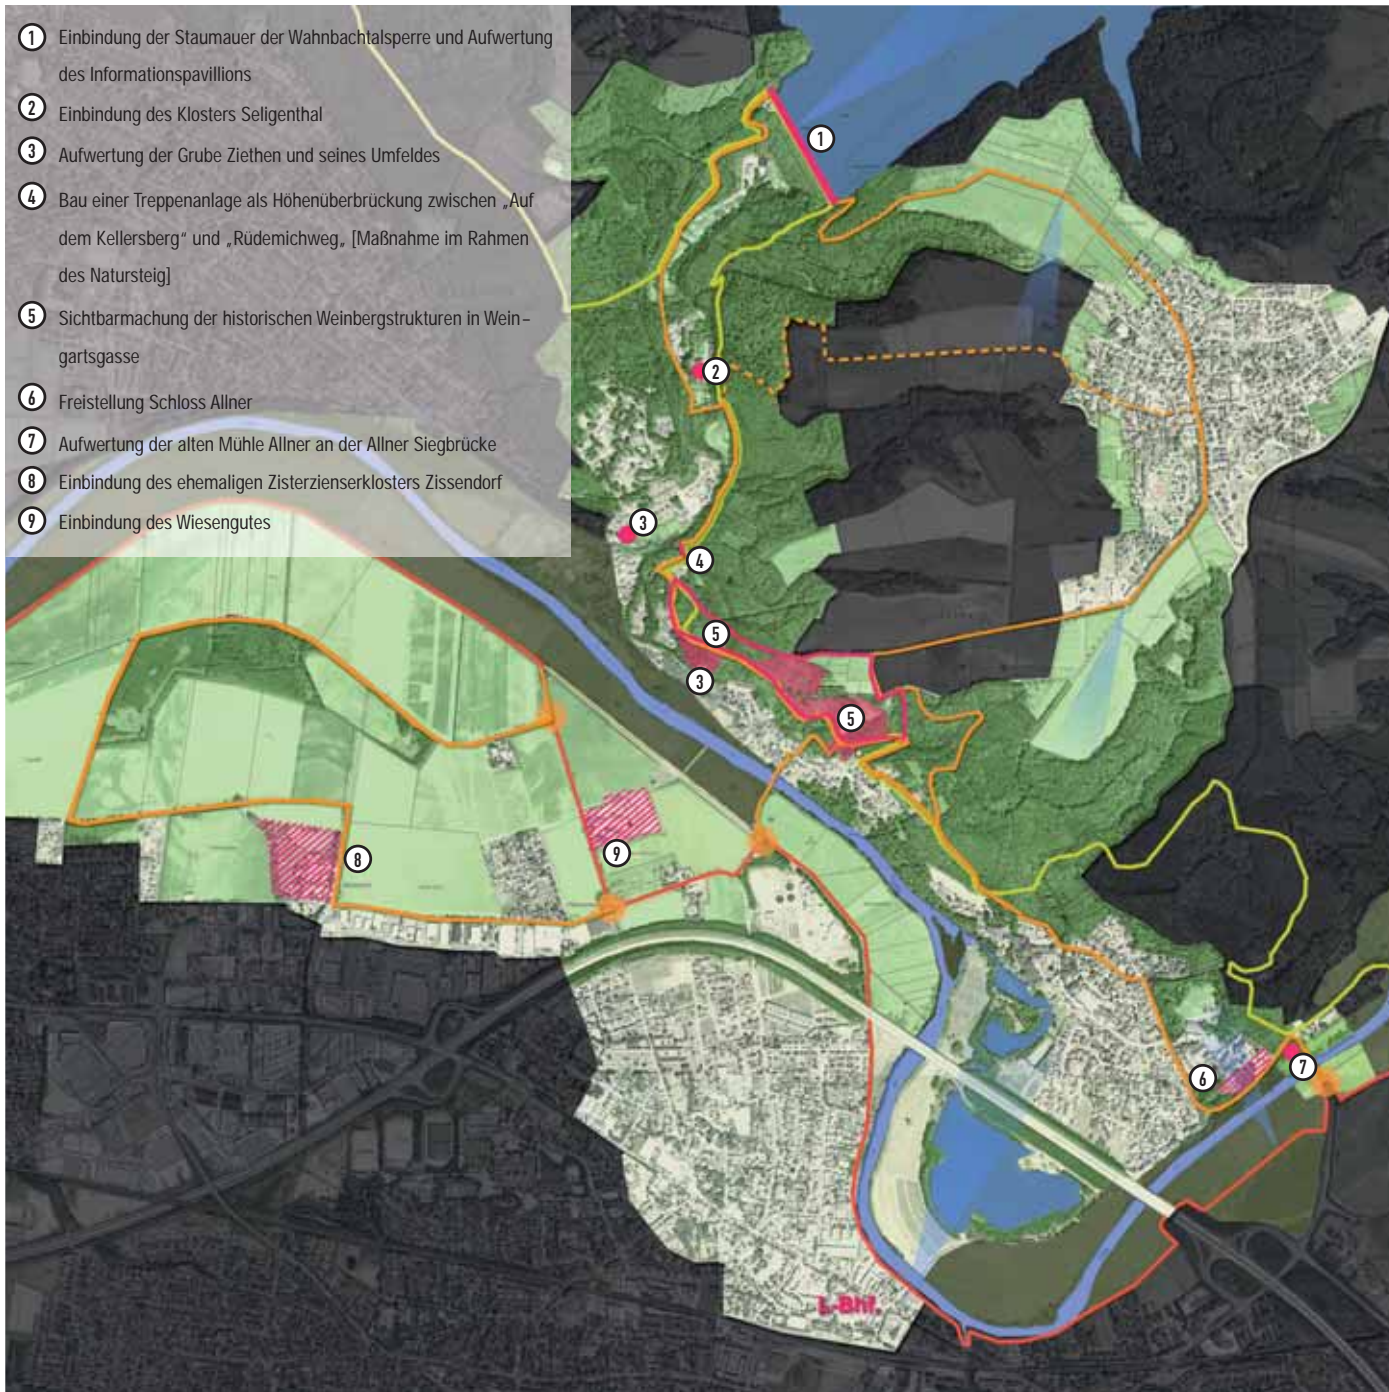 1 Einbindung der Staumauer der Wahnbachtalsperre und Aufwertung
des Informationspavillions
2 Einbindung des Klosters Seligenthal
3 Aufwertung der Grube Ziethen und seines Umfeldes
4 Bau einer Treppenanlage als Höhenüberbrückung zwischen „Auf
dem Kellersberg“ und „Rüdemichweg„ [Maßnahme im Rahmen
des Natursteig]
5 Sichtbarmachung der historischen Weinbergstrukturen in Wein-
gartsgasse
6 Freistellung Schloss Allner
7 Aufwertung der alten Mühle Allner an der Allner Siegbrücke
8 Einbindung des ehemaligen Zisterzienserklosters Zissendorf
9 Einbindung des Wiesengutes
1
2
3
4
5
3
5
8
9
6
7
I.-Bhf.